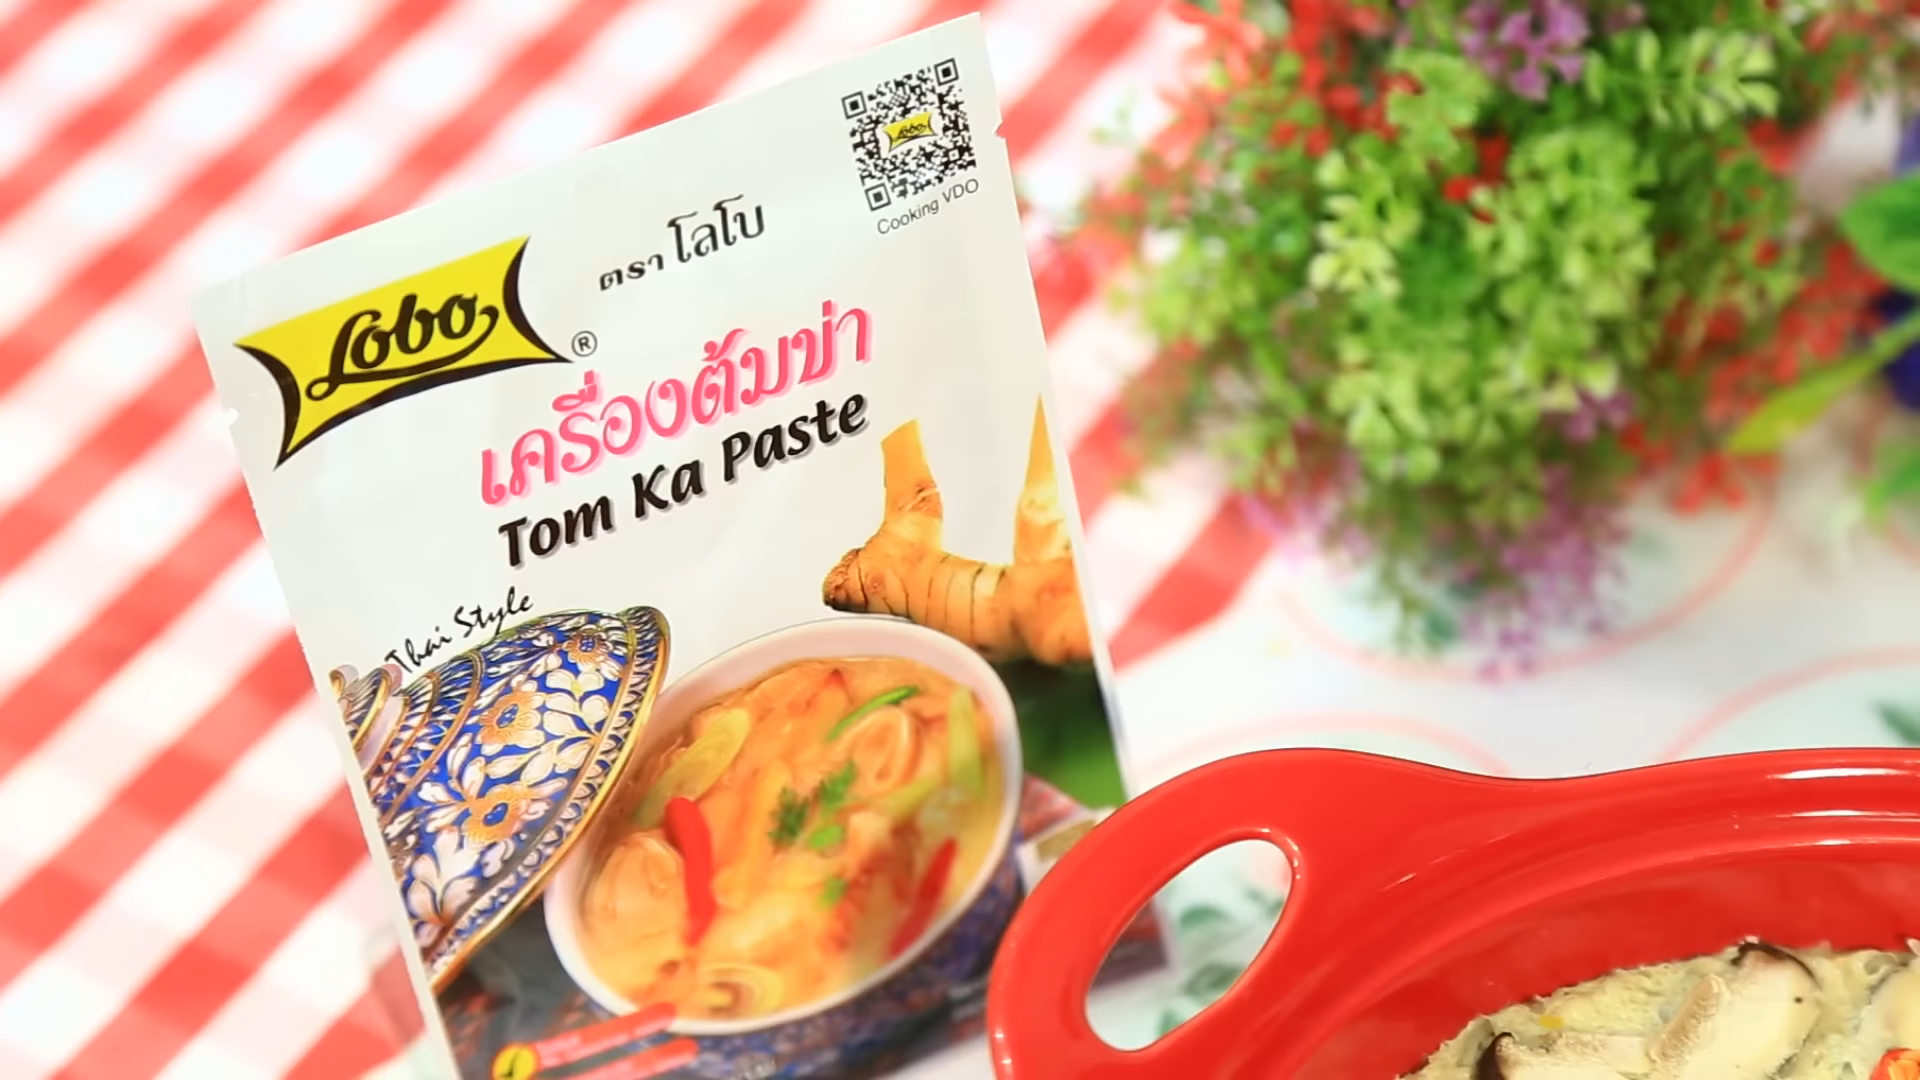 Lobo
Cooking VDO
ตรา โลโบ
Lobo ®
เครื่องต้มข่า
Tom Ka Paste
Thai Style